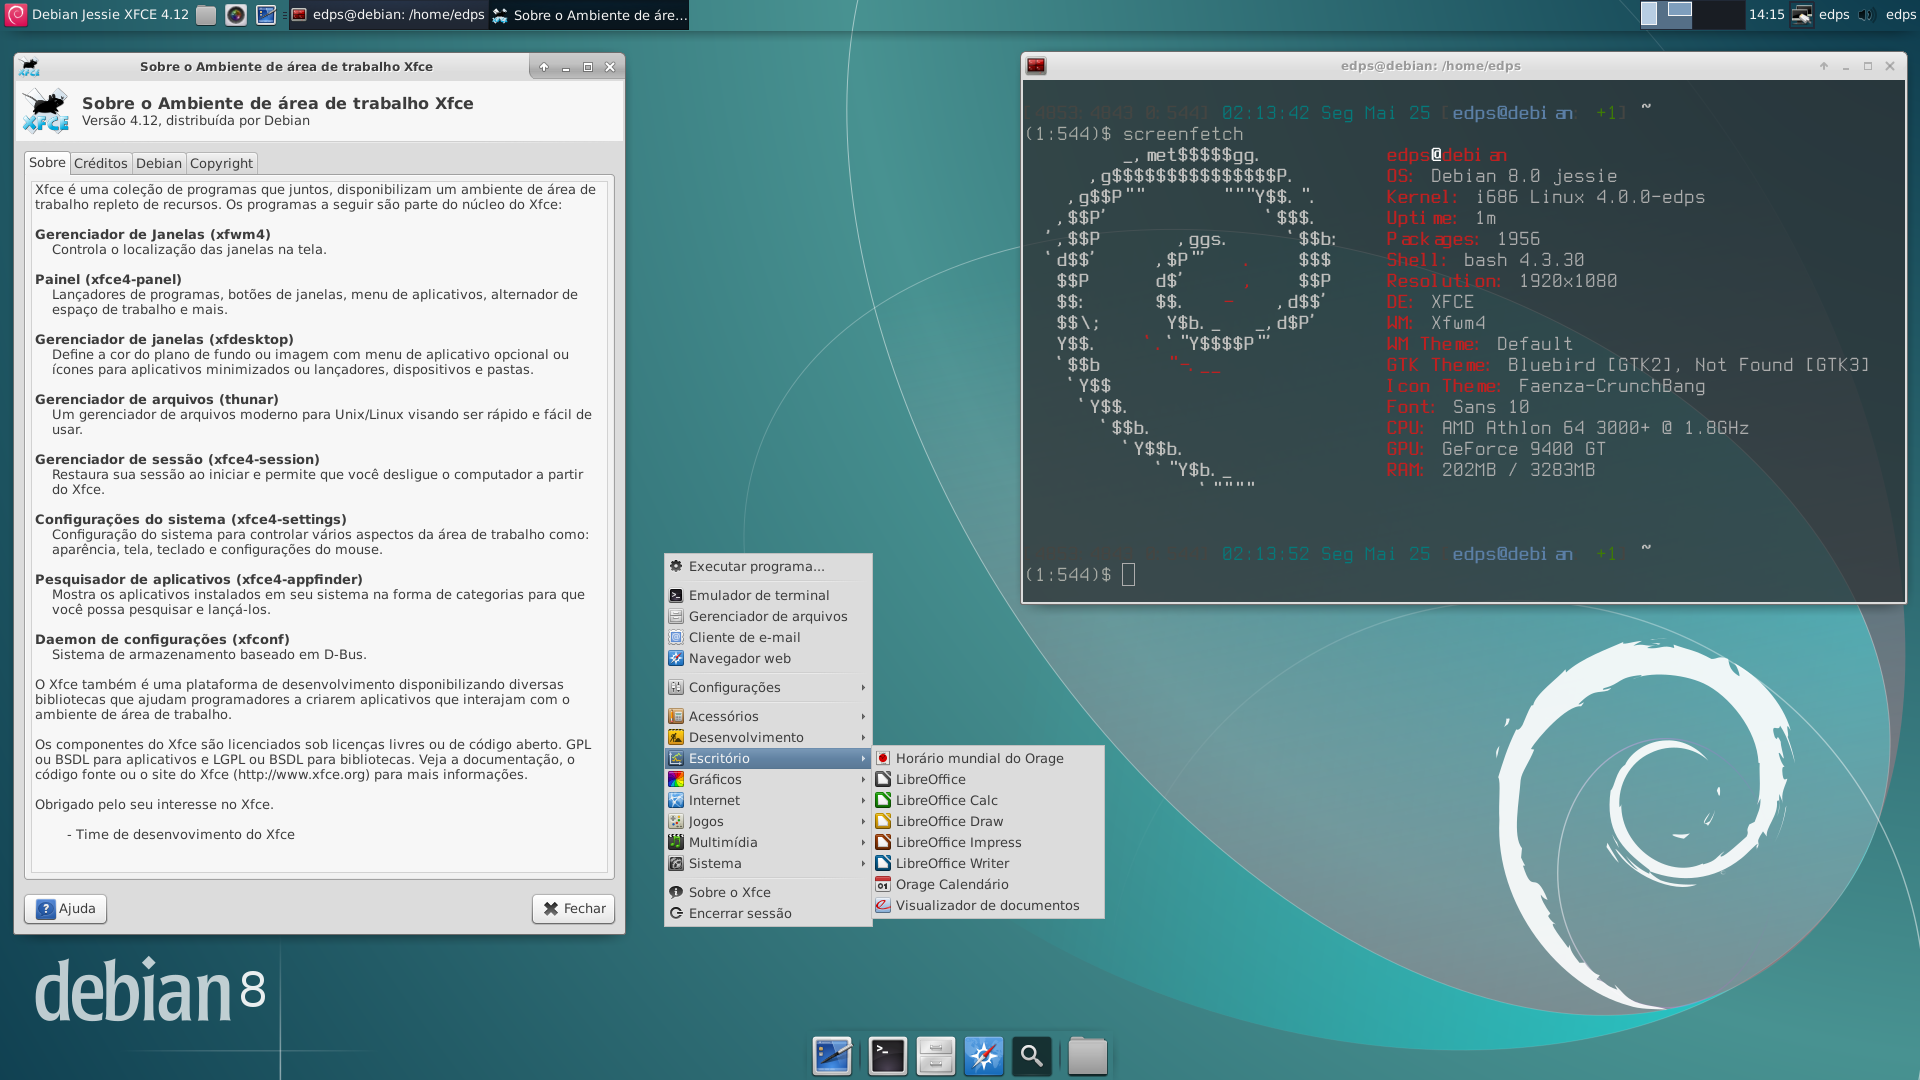 Debian Jessie XFCE 4.12
edps@debian: /home/edps
Sobre o Ambiente de áre...
14:15
edps
edps
Sobre o Ambiente de área de trabalho Xfce
Sobre o Ambiente de área de trabalho Xfce
Versão 4.12, distribuída por Debian
XFCE
Sobre
Créditos
Debian
Copyright
Xfce é uma coleção de programas que juntos, disponibilizam um ambiente de área de
trabalho repleto de recursos. Os programas a seguir são parte do núcleo do Xfce:
Gerenciador de Janelas (xfwm4)
Controla o localização das janelas na tela.
Painel (xfce4-panel)
Lançadores de programas, botões de janelas, menu de aplicativos, alternador de
espaço de trabalho e mais.
Gerenciador de janelas (xfdesktop)
Define a cor do plano de fundo ou imagem com menu de aplicativo opcional ou
ícones para aplicativos minimizados ou lançadores, dispositivos e pastas.
Gerenciador de arquivos (thunar)
Um gerenciador de arquivos moderno para Unix/Linux visando ser rápido e fácil de
usar.
Gerenciador de sessão (xfce4-session)
Restaura sua sessão ao iniciar e permite que você desligue o computador a partir
do Xfce.
Configurações do sistema (xfce4-settings)
Configuração do sistema para controlar vários aspectos da área de trabalho como:
aparência, tela, teclado e configurações do mouse.
Pesquisador de aplicativos (xfce4-appfinder)
Mostra os aplicativos instalados em seu sistema na forma de categorias para que
você possa pesquisar e lançá-los.
Daemon de configurações (xfconf)
Sistema de armazenamento baseado em D-Bus.
O Xfce também é uma plataforma de desenvolvimento disponibilizando diversas
bibliotecas que ajudam programadores a criarem aplicativos que interajam com o
ambiente de área de trabalho.
Os componentes do Xfce são licenciados sob licenças livres ou de código aberto. GPL
ou BSDL para aplicativos e LGPL ou BSDL para bibliotecas. Veja a documentação, o
código fonte ou o site do Xfce (http://www.xfce.org) para mais informações.
Obrigado pelo seu interesse no Xfce.
- Time de desenvovimento do Xfce
Ajuda
Fechar
debian 8
Executar programa...
Emulador de terminal
Gerenciador de arquivos
Cliente de e-mail
Navegador web
Configurações
Acessórios
Desenvolvimento
Escritório
Gráficos
Internet
Jogos
Multimídia
Sistema
Sobre o Xfce
Encerrar sessão
Horário mundial do Orage
LibreOffice
LibreOffice Calc
LibreOffice Draw
LibreOffice Impress
LibreOffice Writer
Orage Calendário
Visualizador de documentos
edps@debian: /home/edps
02:13:42 Seg Mai 25 [edps@debian +1] ~
(1:544)$ screenfetch
_,met$$$$$gg.
,g$$$$$$$$$$$$$$$P.
,g$$P""       """Y$$.".
,$$P'              `$$$.
',$$P       ,ggs.     `$$b:
`d$$'     ,$P"'   .    $$$
$$P      d$'     ,    $$P
$$:      $$.   -    ,d$$'
$$\;      Y$b._   _,d$P'
Y$$.    `.`"Y$$$$P"'
`$$b      "-.__
`Y$$
`Y$$.
`$$b.
`Y$$b.
`"Y$b._
`""""
edps@debian
OS: Debian 8.0 jessie
Kernel: i686 Linux 4.0.0-edps
Uptime: 1m
Packages: 1956
Shell: bash 4.3.30
Resolution: 1920x1080
DE: XFCE
WM: Xfwm4
WM Theme: Default
GTK Theme: Bluebird [GTK2], Not Found [GTK3]
Icon Theme: Faenza-CrunchBang
Font: Sans 10
CPU: AMD Athlon 64 3000+ @ 1.8GHz
GPU: GeForce 9400 GT
RAM: 202MB / 3283MB
02:13:52 Seg Mai 25 edps@debian +1 ~
(1:544)$